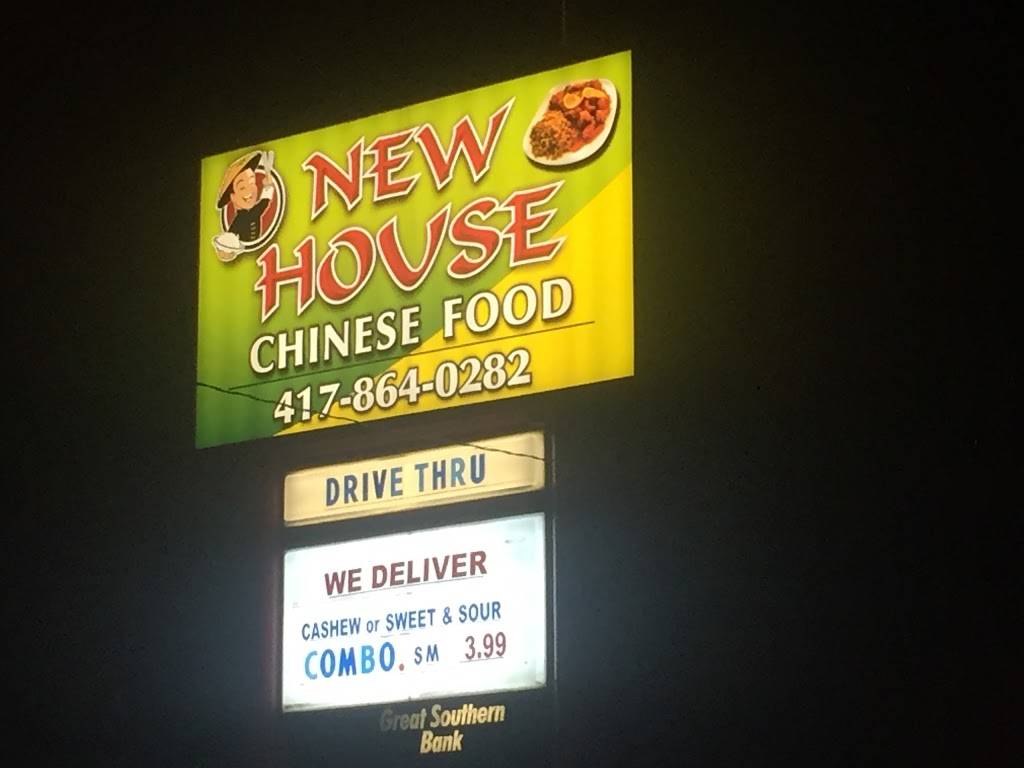 NEW
HOUSE
CHINESE FOOD
417-864-0282
DRIVE THRU
WE DELIVER
CASHEW or SWEET & SOUR
COMBO. SM 3.99
Great Southern
Bank